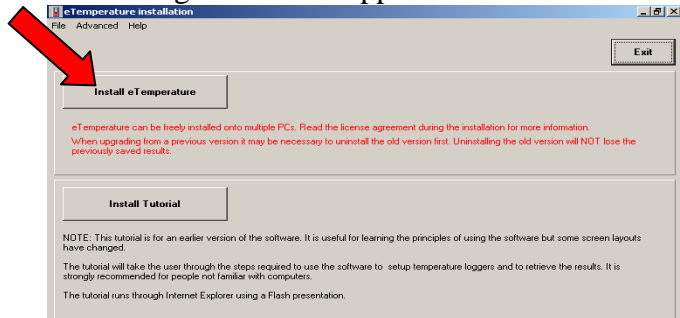 eTemperature installation
File Advanced Help
Exit
Install eTemperature
eTemperature can be freely installed onto multiple PCs. Read the license agreement during the installation for more information.
When upgrading from a previous version it may be necessary to uninstall the old version first. Uninstalling the old version will NOT lose the
previously saved results.
Install Tutorial
NOTE: This tutorial is for an earlier version of the software. It is useful for learning the principles of using the software but some screen layouts
have changed.
The tutorial will take the user through the steps required to use the software to setup temperature loggers and to retrieve the results. It is
strongly recommended for people not familiar with computers.
The tutorial runs through Internet Explorer using a Flash presentation.